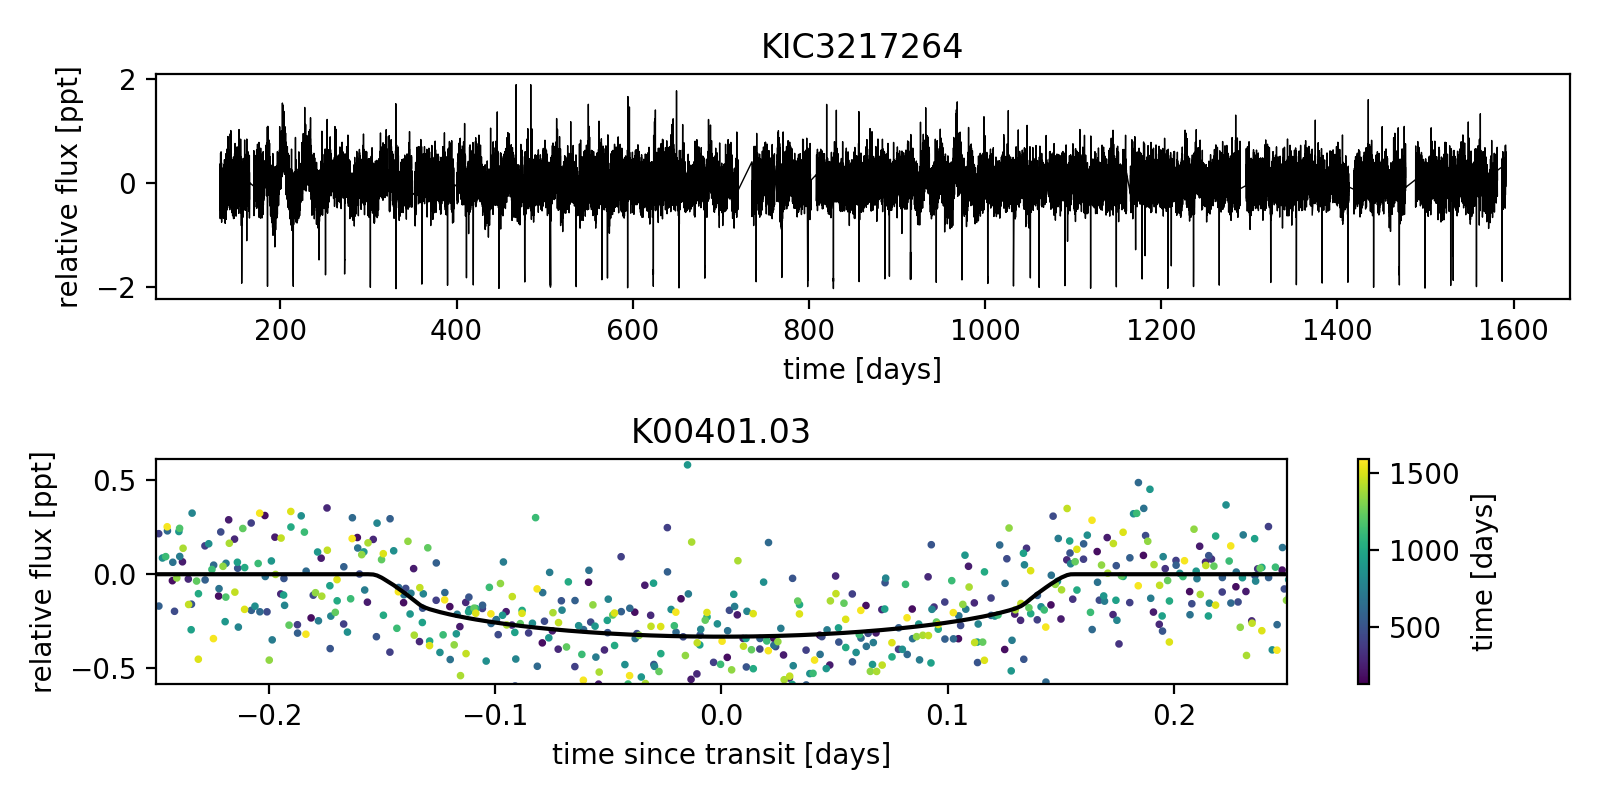 KIC3217264
relative flux [ppt]
2
0
−2
200 400 600 800 1000 1200 1400 1600
time [days]
K00401.03
relative flux [ppt]
0.5
0.0
−0.5
−0.2 −0.1 0.0 0.1 0.2
time since transit [days]
1500
1000
500
time [days]